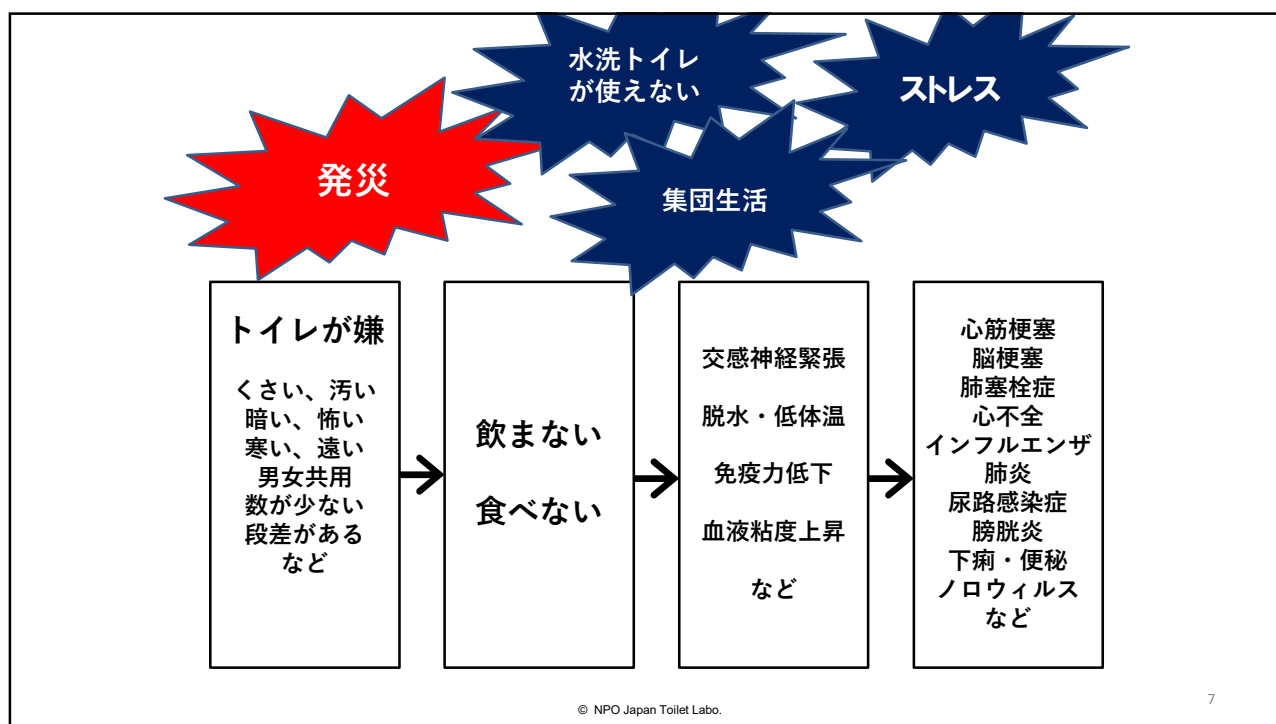 水洗トイレ
が使えない
ストレス
発災
集団生活
トイレが嫌
くさい、汚い
暗い、怖い
寒い、遠い
男女共用
数が少ない
段差がある
など
飲まない
食べない
交感神経緊張
脱水・低体温
免疫力低下
血液粘度上昇
など
心筋梗塞
脳梗塞
肺塞栓症
心不全
インフルエンザ
肺炎
尿路感染症
膀胱炎
下痢・便秘
ノロウィルス
など
© NPO Japan Toilet Labo.
7